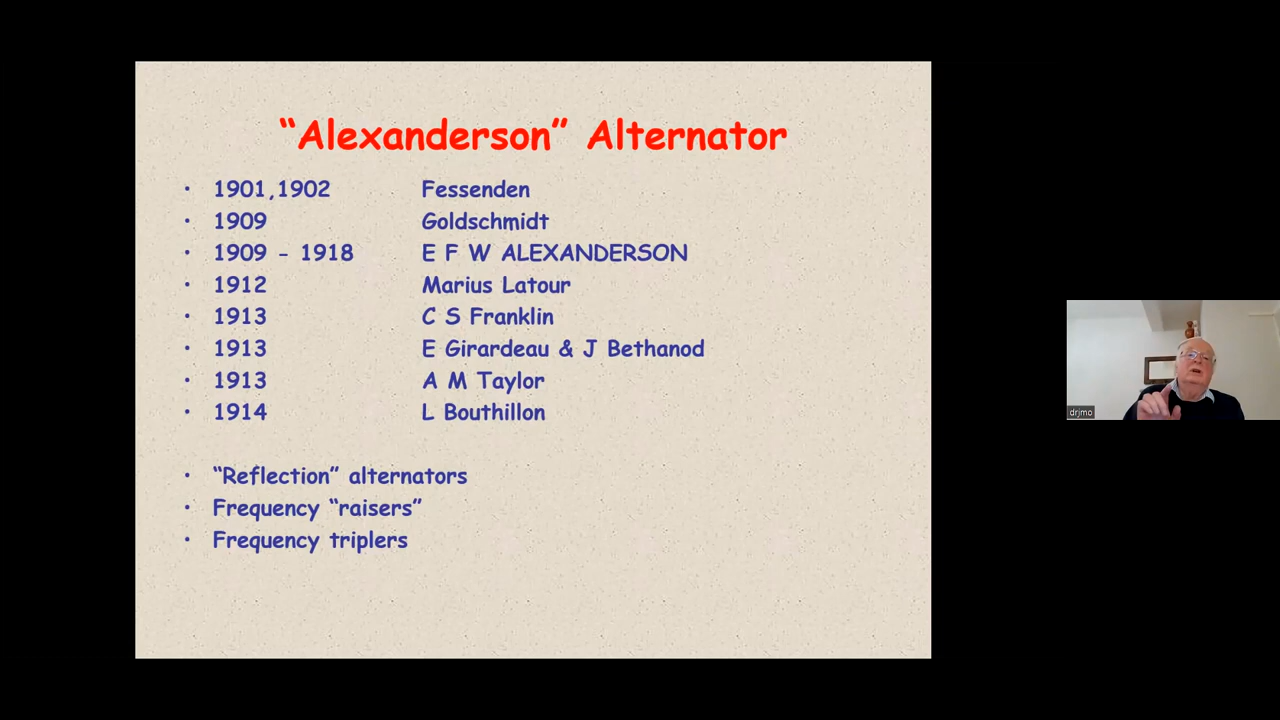 “Alexanderson” Alternator
• 1901,1902 Fessenden
• 1909 Goldschmidt
• 1909 - 1918 E F W ALEXANDERSON
• 1912 Marius Latour
• 1913 C S Franklin
• 1913 E Girardeau & J Bethanod
• 1913 A M Taylor
• 1914 L Bouthillon
• “Reflection” alternators
• Frequency “raisers”
• Frequency triplers
drjmo